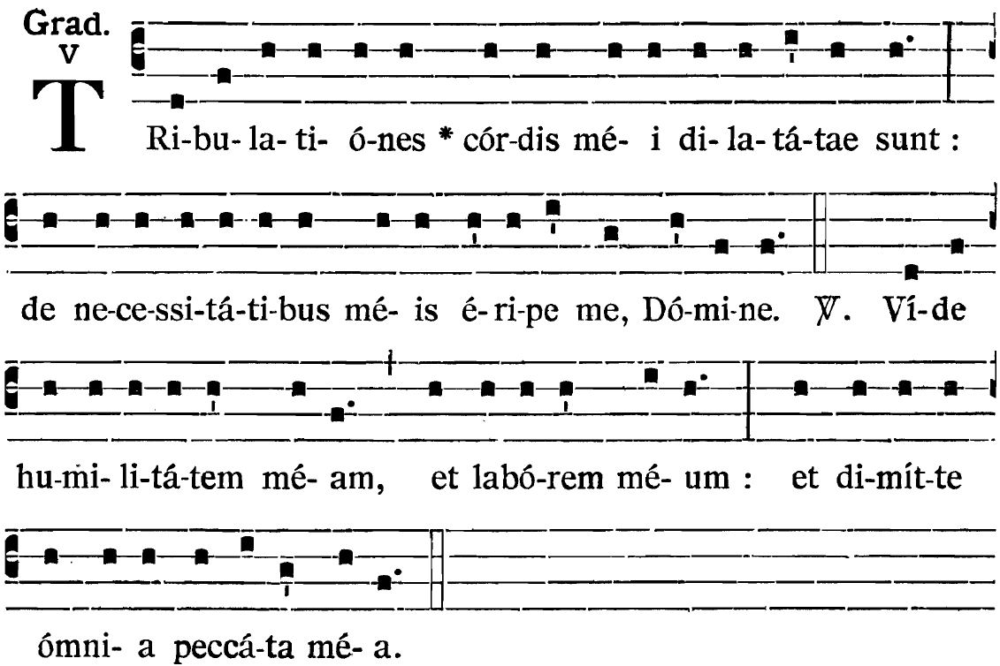 Grad.
V
TRi-bu-la-ti-ó-nes * cór-dis mé-i di-la-tá-tae sunt :
de ne-ce-ssi-tá-ti-bus mé-is é-ri-pe me, Dó-mi-ne. ℣. Ví-de
hu-mi-li-tá-tem mé-am, et labó-rem mé-um : et di-mít-te
ómni-a peccá-ta mé-a.